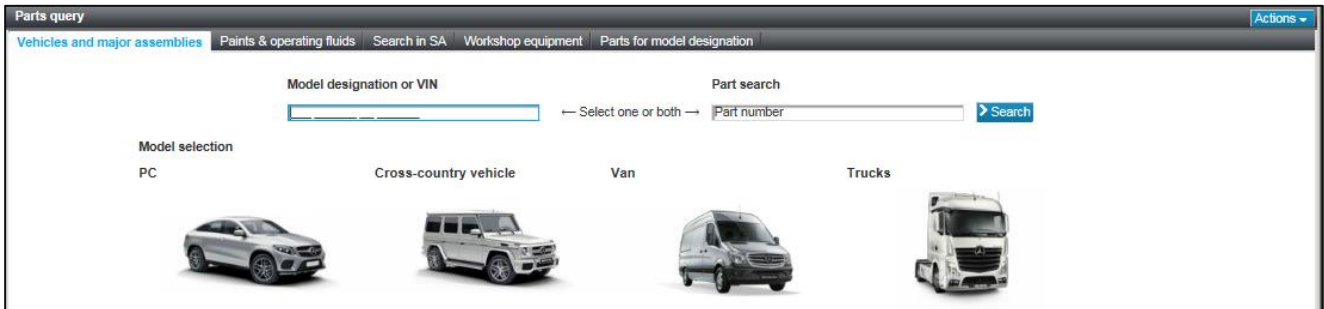 Parts query Actions
Vehicles and major assemblies Paints & operating fluids Search in SA Workshop equipment Parts for model designation
Model designation or VIN Part search
← Select one or both → Part number Search
Model selection
PC Cross-country vehicle Van Trucks